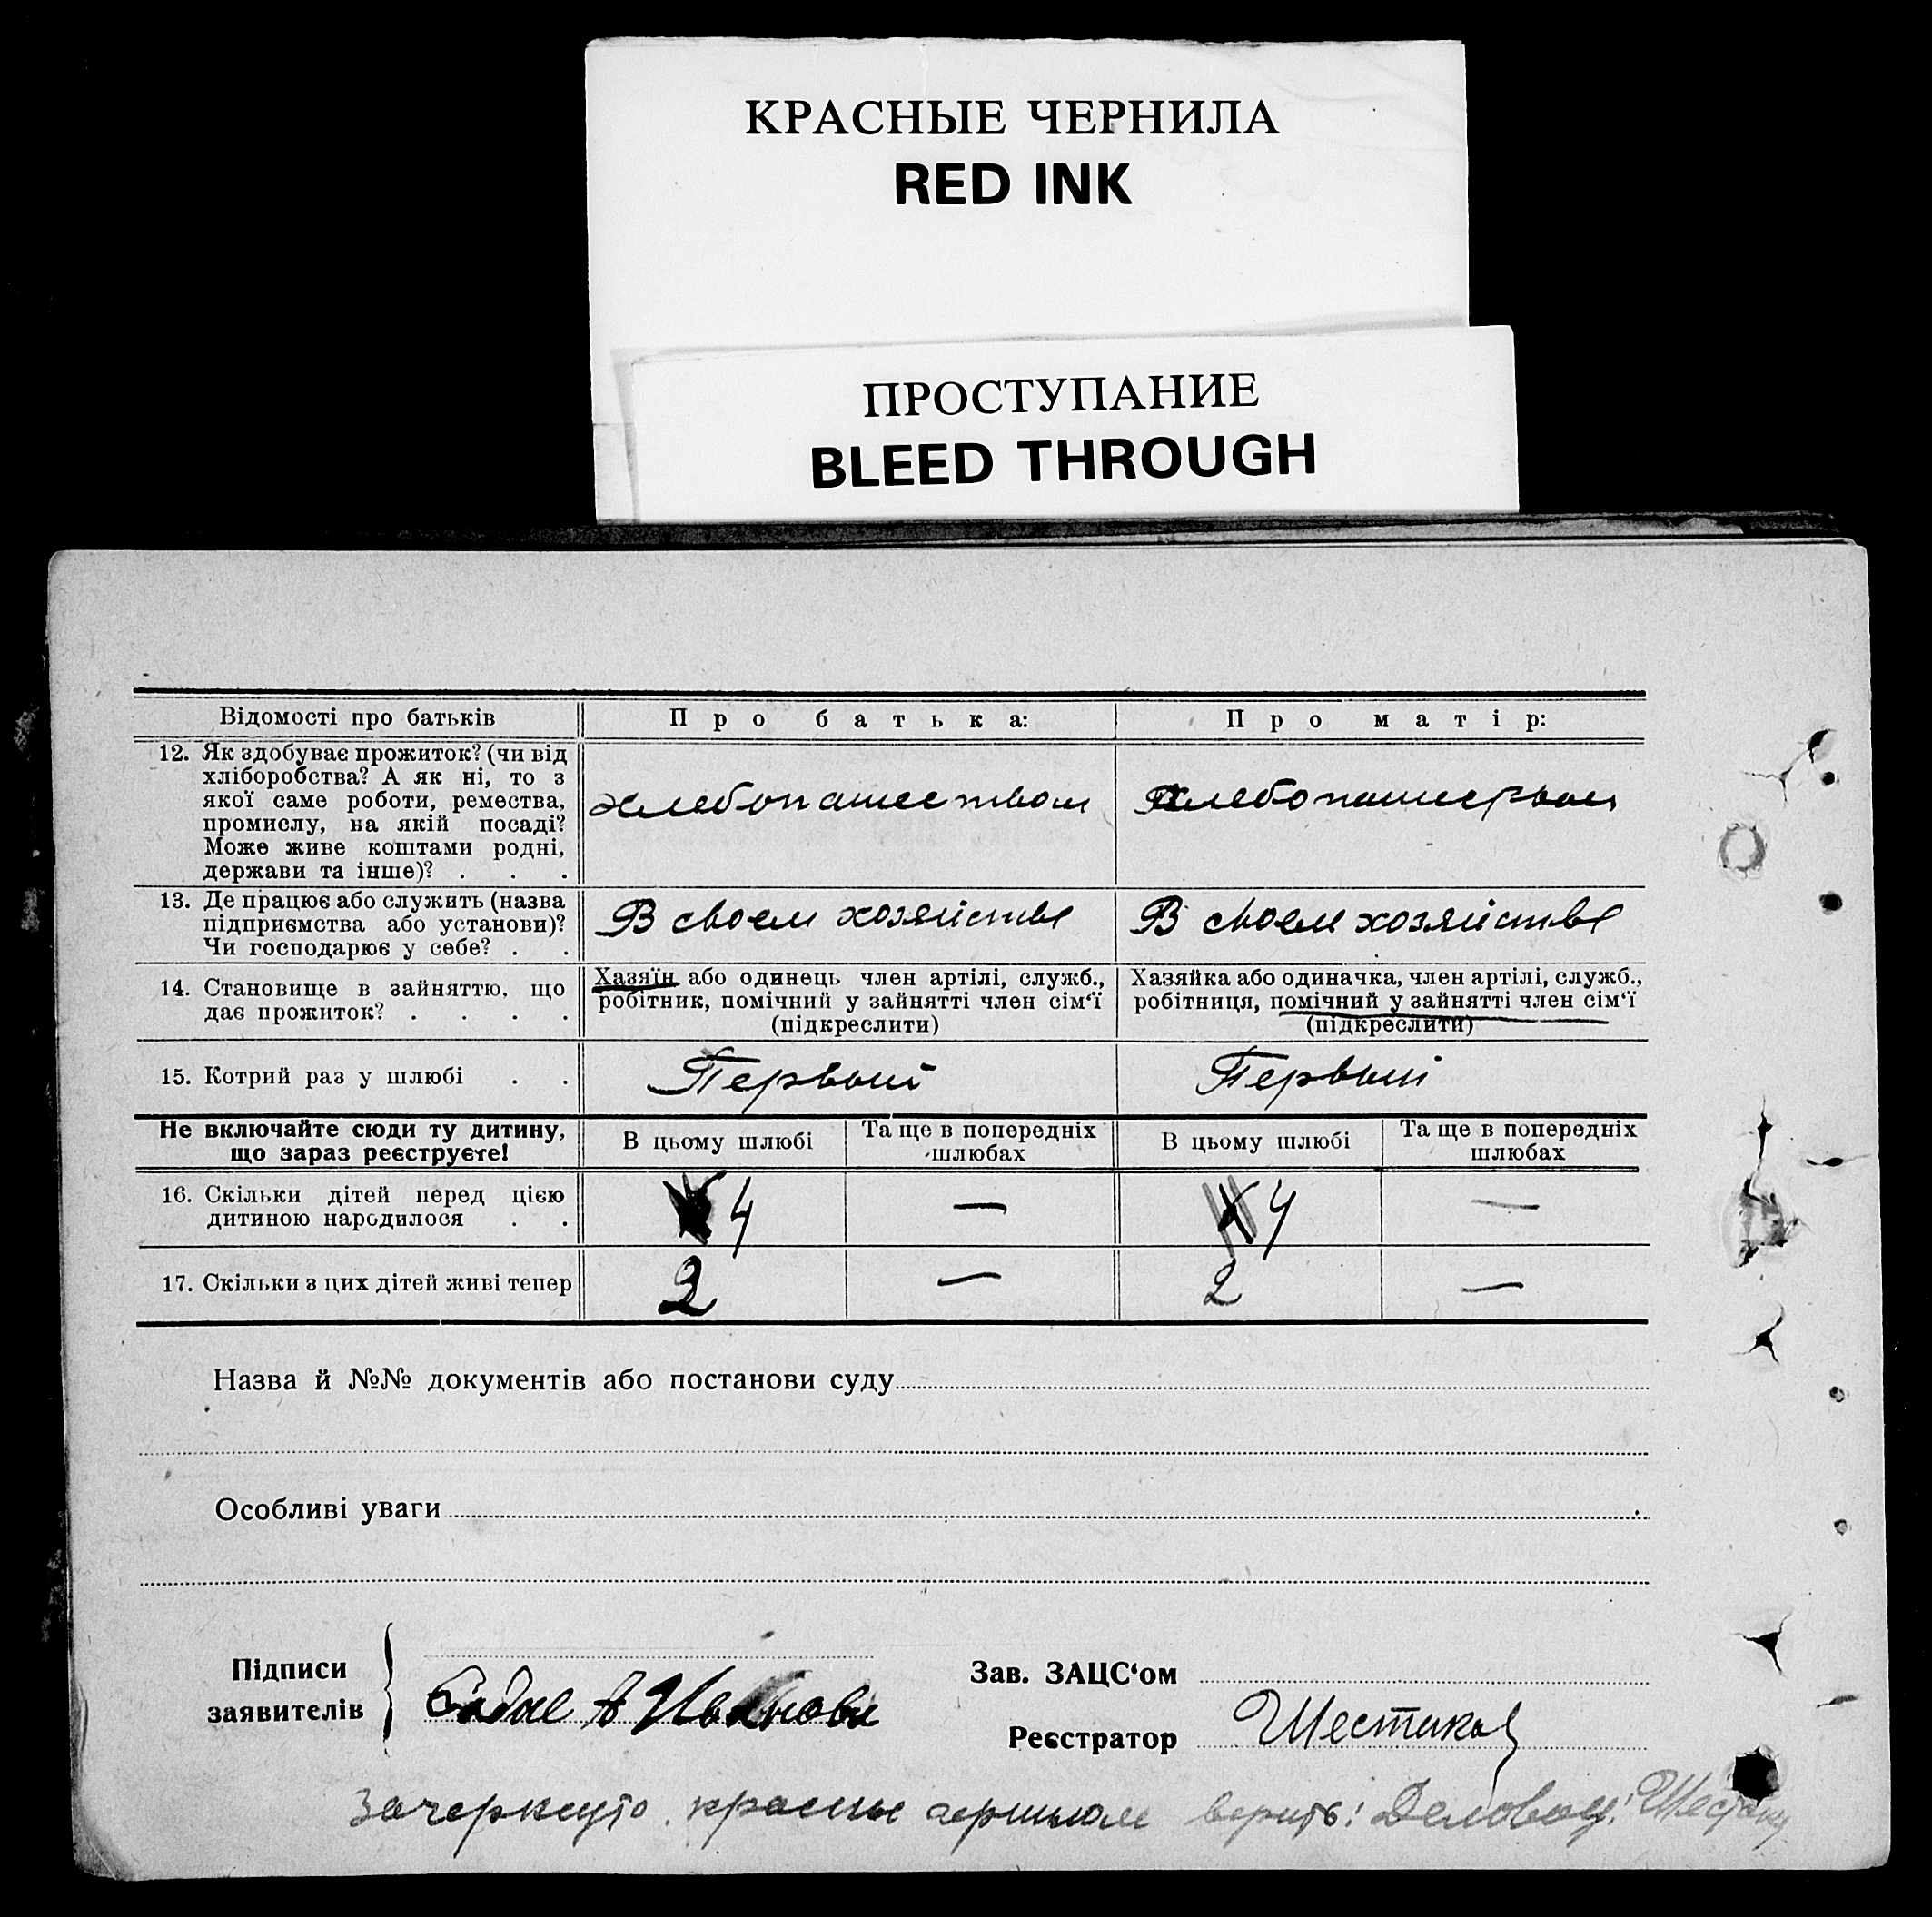 КРАСНЫЕ ЧЕРНИЛА
RED INK
ПРОСТУПАНИЕ
BLEED THROUGH
Відомості про батьків
Про батька:
Про матір:
12. Як здобуває прожиток? (чи від
хліборобства? А як ні, то з
якої саме роботи, ремества,
промислу, на якій посаді?
Може живе коштами родні,
держави та інше)? . . .
хлебопашеством
хлебопашеством
13. Де працює або служить (назва
підприємства або установи)?
Чи господарює у себе? . .
В своем хозяйстве
В своем хозяйстве
14. Становище в зайняттю, що
дає прожиток? . . . .
Хазяїн або одинець член артілі, служб.,
робітник, помічний у зайнятті член сім‘ї
(підкреслити)
Хазяйка або одиначка, член артілі, служб.,
робітниця, помічний у зайнятті член сім‘ї
(підкреслити)
15. Котрий раз у шлюбі . .
Первый
Первый
Не включайте сюди ту дитину,
що зараз реєструєте!
В цьому шлюбі
Та ще в попередніх
шлюбах
В цьому шлюбі
Та ще в попередніх
шлюбах
16. Скільки дітей перед цією
дитиною народилося . .
4
—
4
—
17. Скільки з цих дітей живі тепер
2
—
2
—
Назва й №№ документів або постанови суду
Особливі уваги
Підписи
заявителів
Зав. ЗАЦС‘ом
Реєстратор
Шестаков
Зачеркнуто верить: